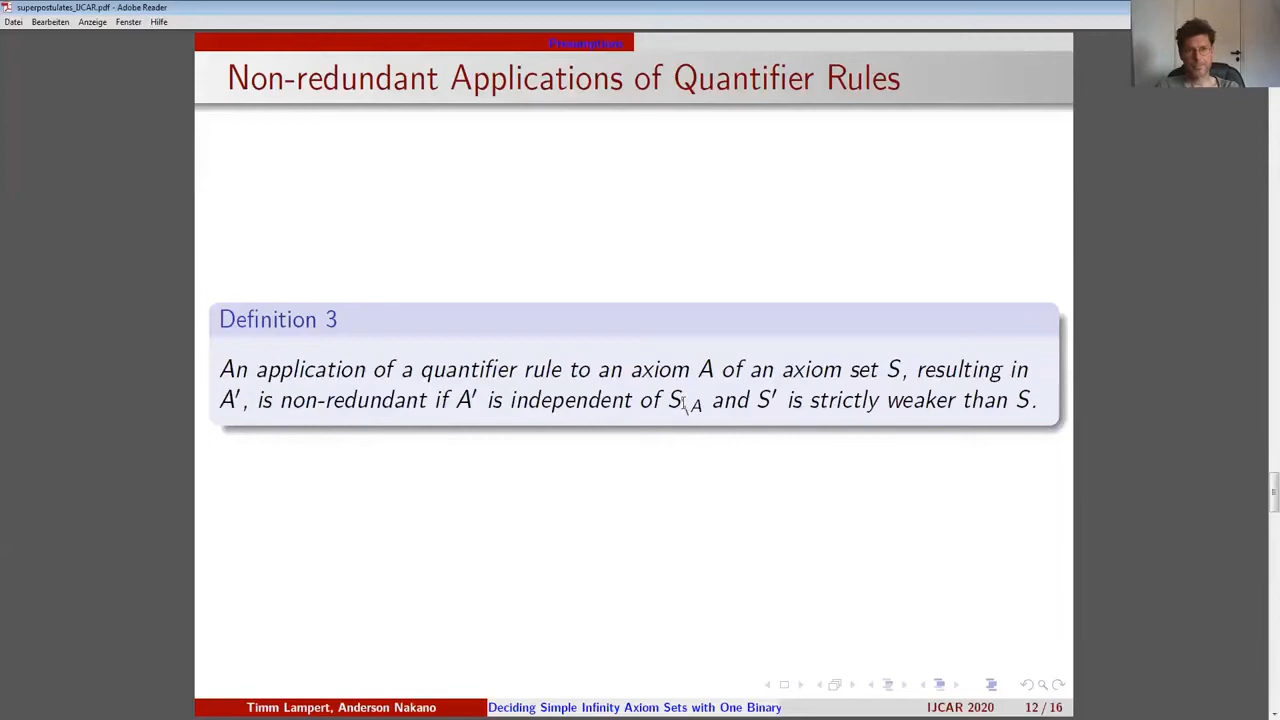 superpostulates_IJCAR.pdf - Adobe Reader
Datei Bearbeiten Anzeige Fenster Hilfe
Presumptions
Non-redundant Applications of Quantifier Rules
Definition 3
An application of a quantifier rule to an axiom A of an axiom set S, resulting in
A′, is non-redundant if A′ is independent of S\A and S′ is strictly weaker than S.
Timm Lampert, Anderson Nakano Deciding Simple Infinity Axiom Sets with One Binary IJCAR 2020 12 / 16